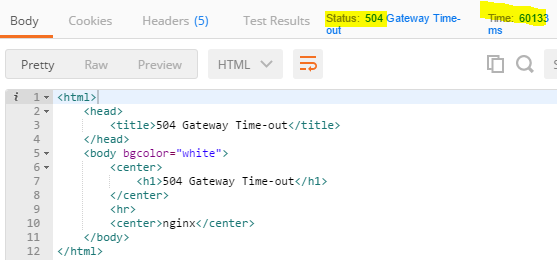 Body Cookies Headers (5) Test Results Status: 504 Gateway Time-out Time: 60133 ms
Pretty Raw Preview HTML S
i 1 <html>
2 <head>
3 <title>504 Gateway Time-out</title>
4 </head>
5 <body bgcolor="white">
6 <center>
7 <h1>504 Gateway Time-out</h1>
8 </center>
9 <hr>
10 <center>nginx</center>
11 </body>
12 </html>